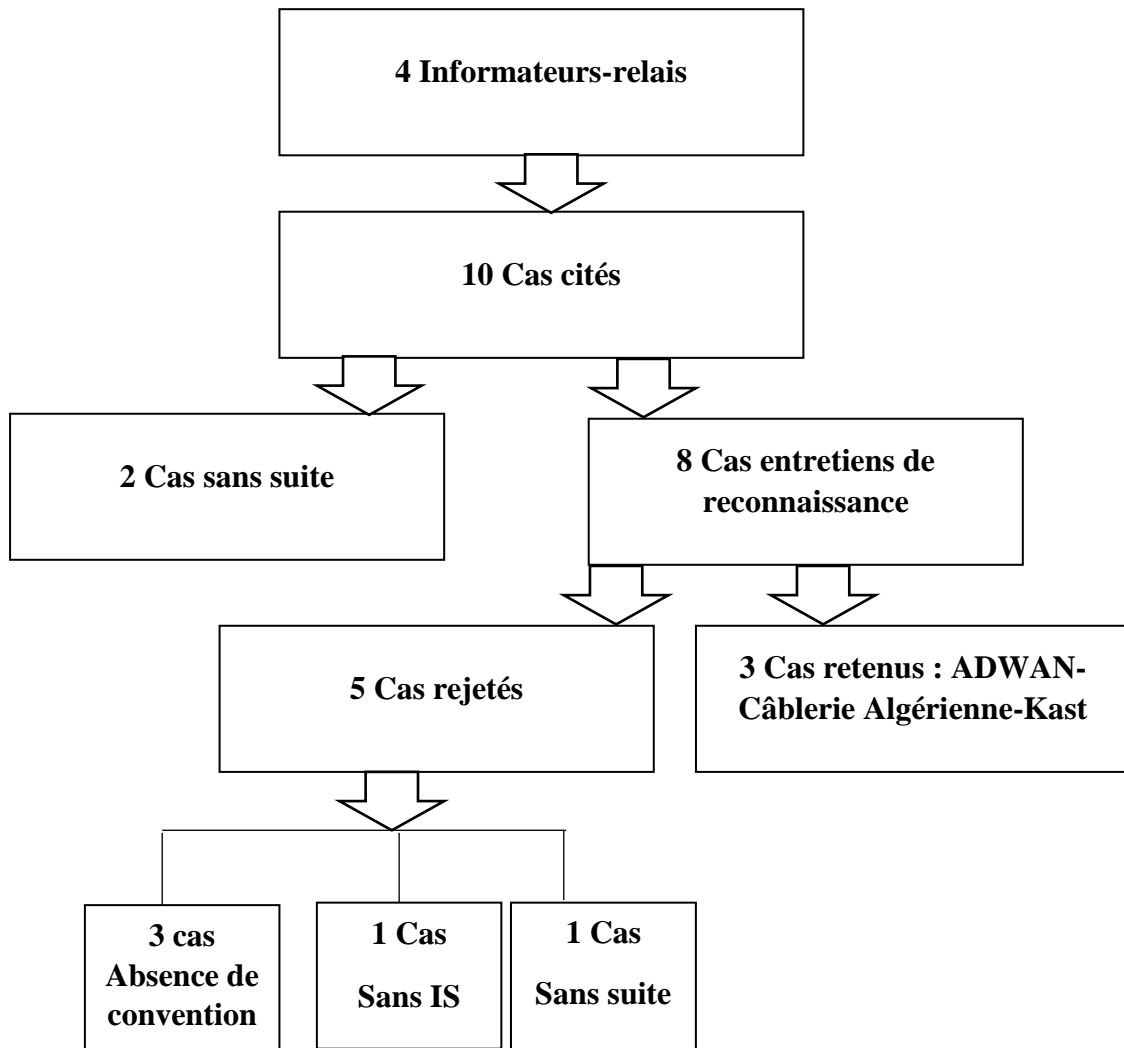 4 Informateurs-relais
10 Cas cités
2 Cas sans suite
8 Cas entretiens de
reconnaissance
5 Cas rejetés
3 Cas retenus : ADWAN-
Câblerie Algérienne-Kast
3 cas
Absence de
convention
1 Cas
Sans IS
1 Cas
Sans suite